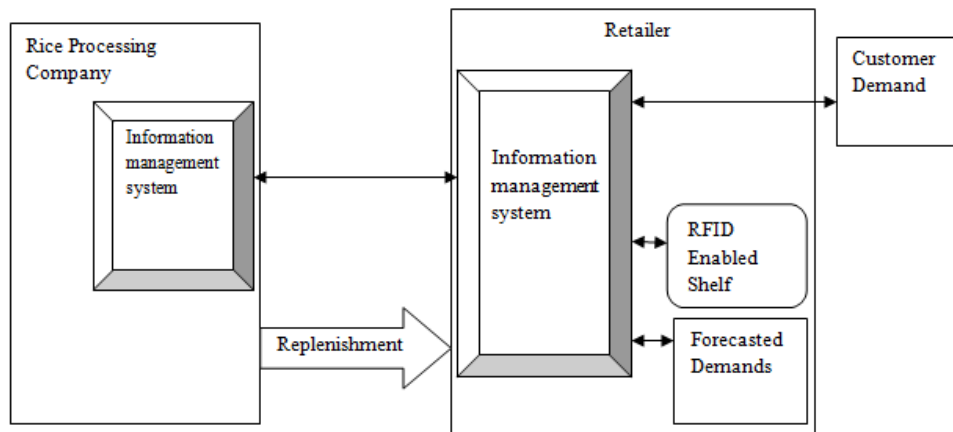 Rice Processing
Company
Information
management
system
Replenishment
Retailer
Information
management
system
Customer
Demand
RFID
Enabled
Shelf
Forecasted
Demands